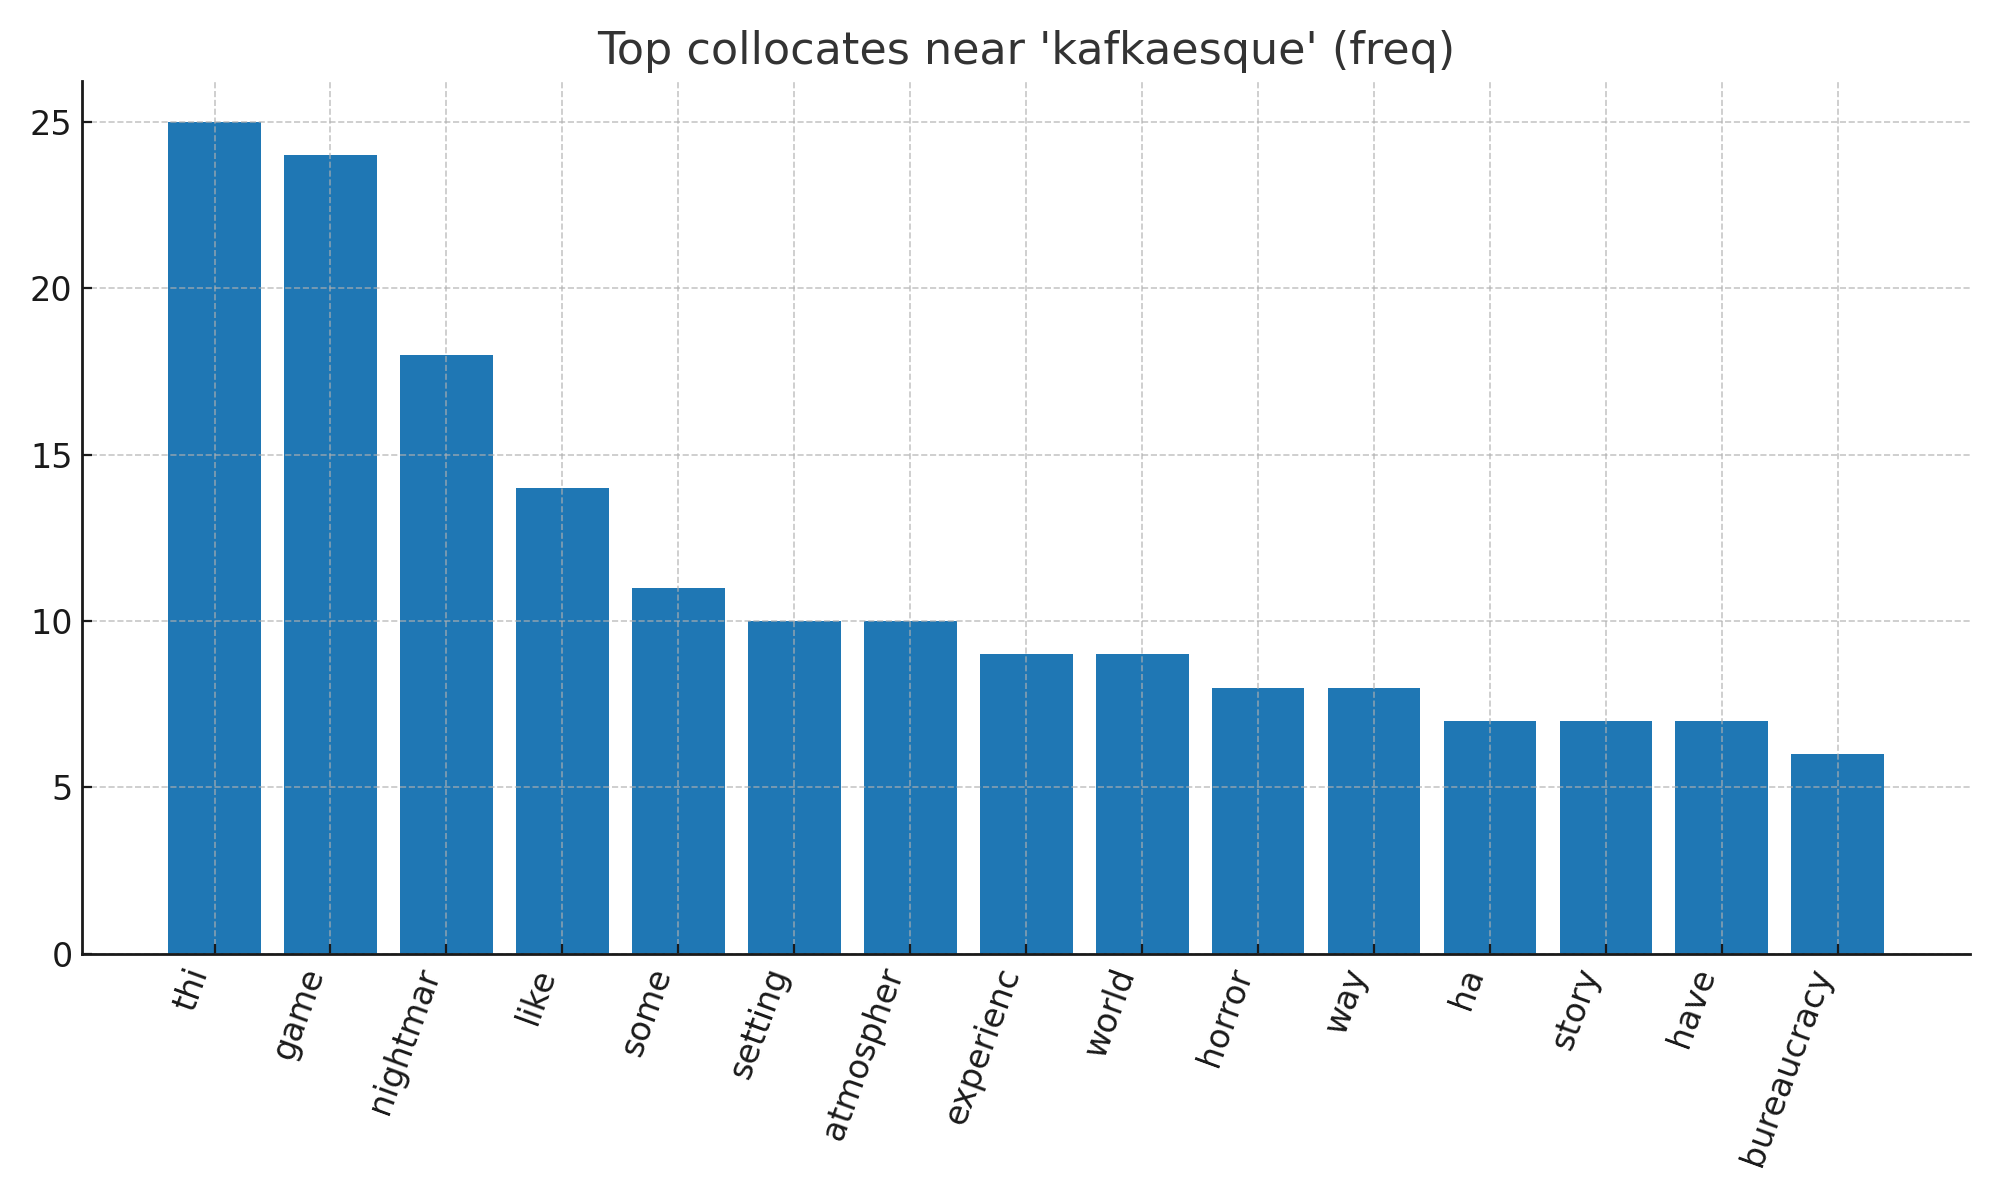 Top collocates near 'kafkaesque' (freq)
25
20
15
10
5
0
thi
game
nightmar
like
some
setting
atmospher
experienc
world
horror
way
ha
story
have
bureaucracy